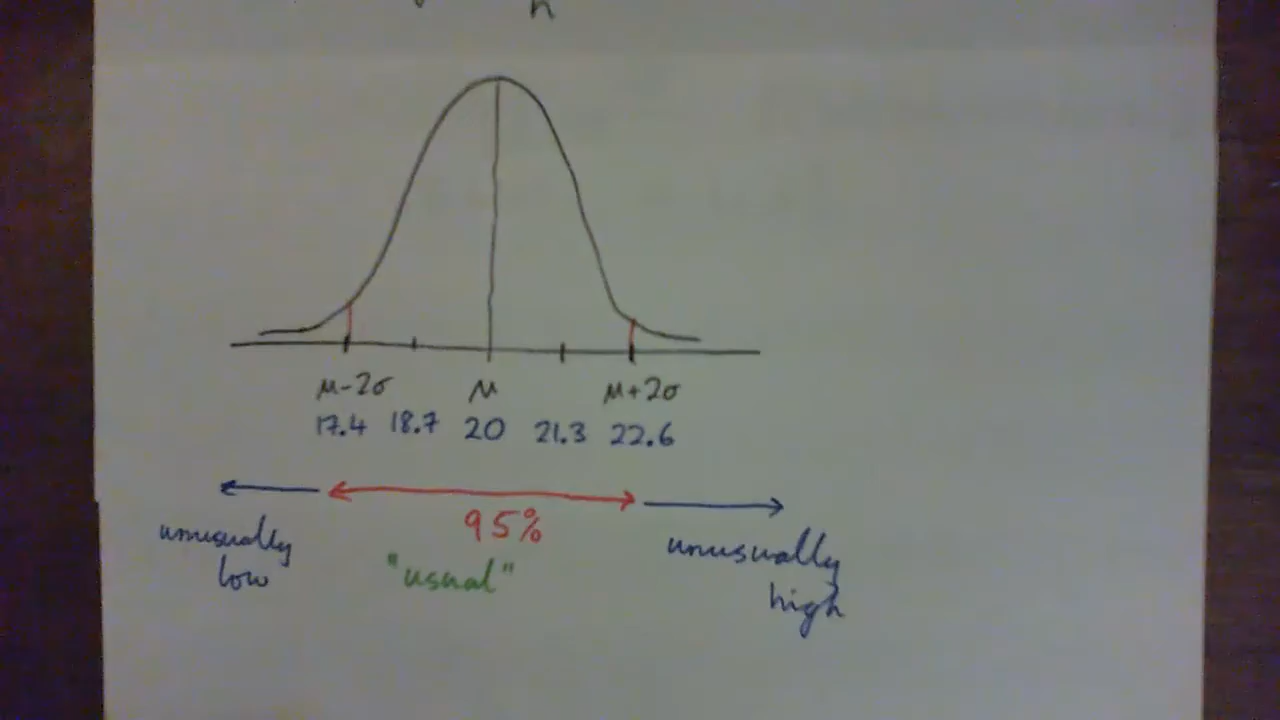 n
μ-2σ μ μ+2σ
17.4 18.7 20 21.3 22.6
95%
unusually low
"usual"
unusually high